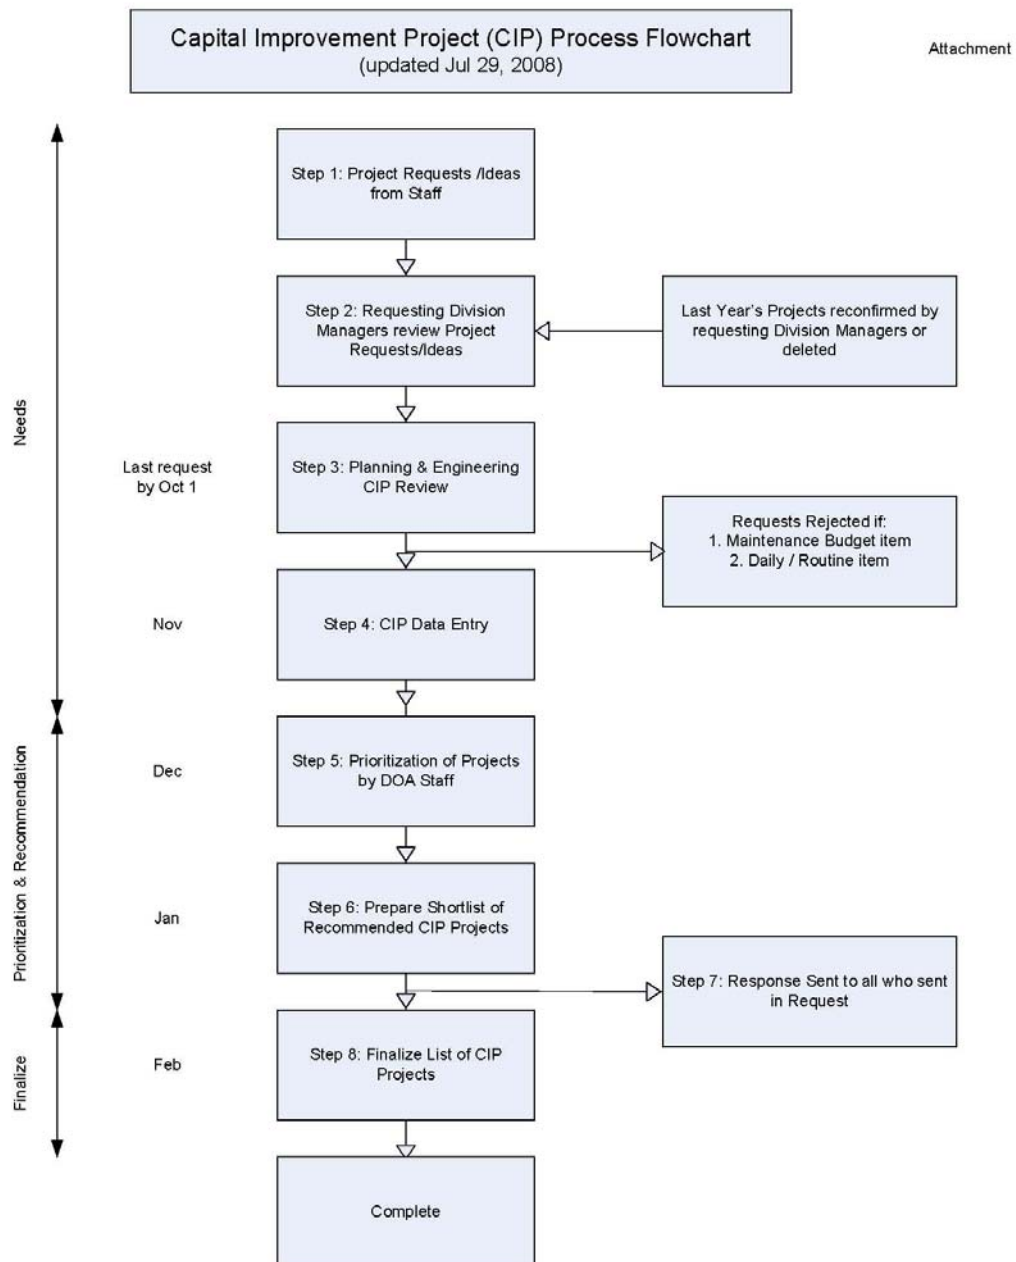 Capital Improvement Project (CIP) Process Flowchart
(updated Jul 29, 2008)
Attachment
Step 1: Project Requests /Ideas
from Staff
Step 2: Requesting Division
Managers review Project
Requests/Ideas
Last Year's Projects reconfirmed by
requesting Division Managers or
deleted
Needs
Last request
by Oct 1
Step 3: Planning & Engineering
CIP Review
Requests Rejected if:
1. Maintenance Budget item
2. Daily / Routine item
Nov
Step 4: CIP Data Entry
Prioritization & Recommendation
Dec
Step 5: Prioritization of Projects
by DOA Staff
Jan
Step 6: Prepare Shortlist of
Recommended CIP Projects
Step 7: Response Sent to all who sent
in Request
Finalize
Feb
Step 8: Finalize List of CIP
Projects
Complete